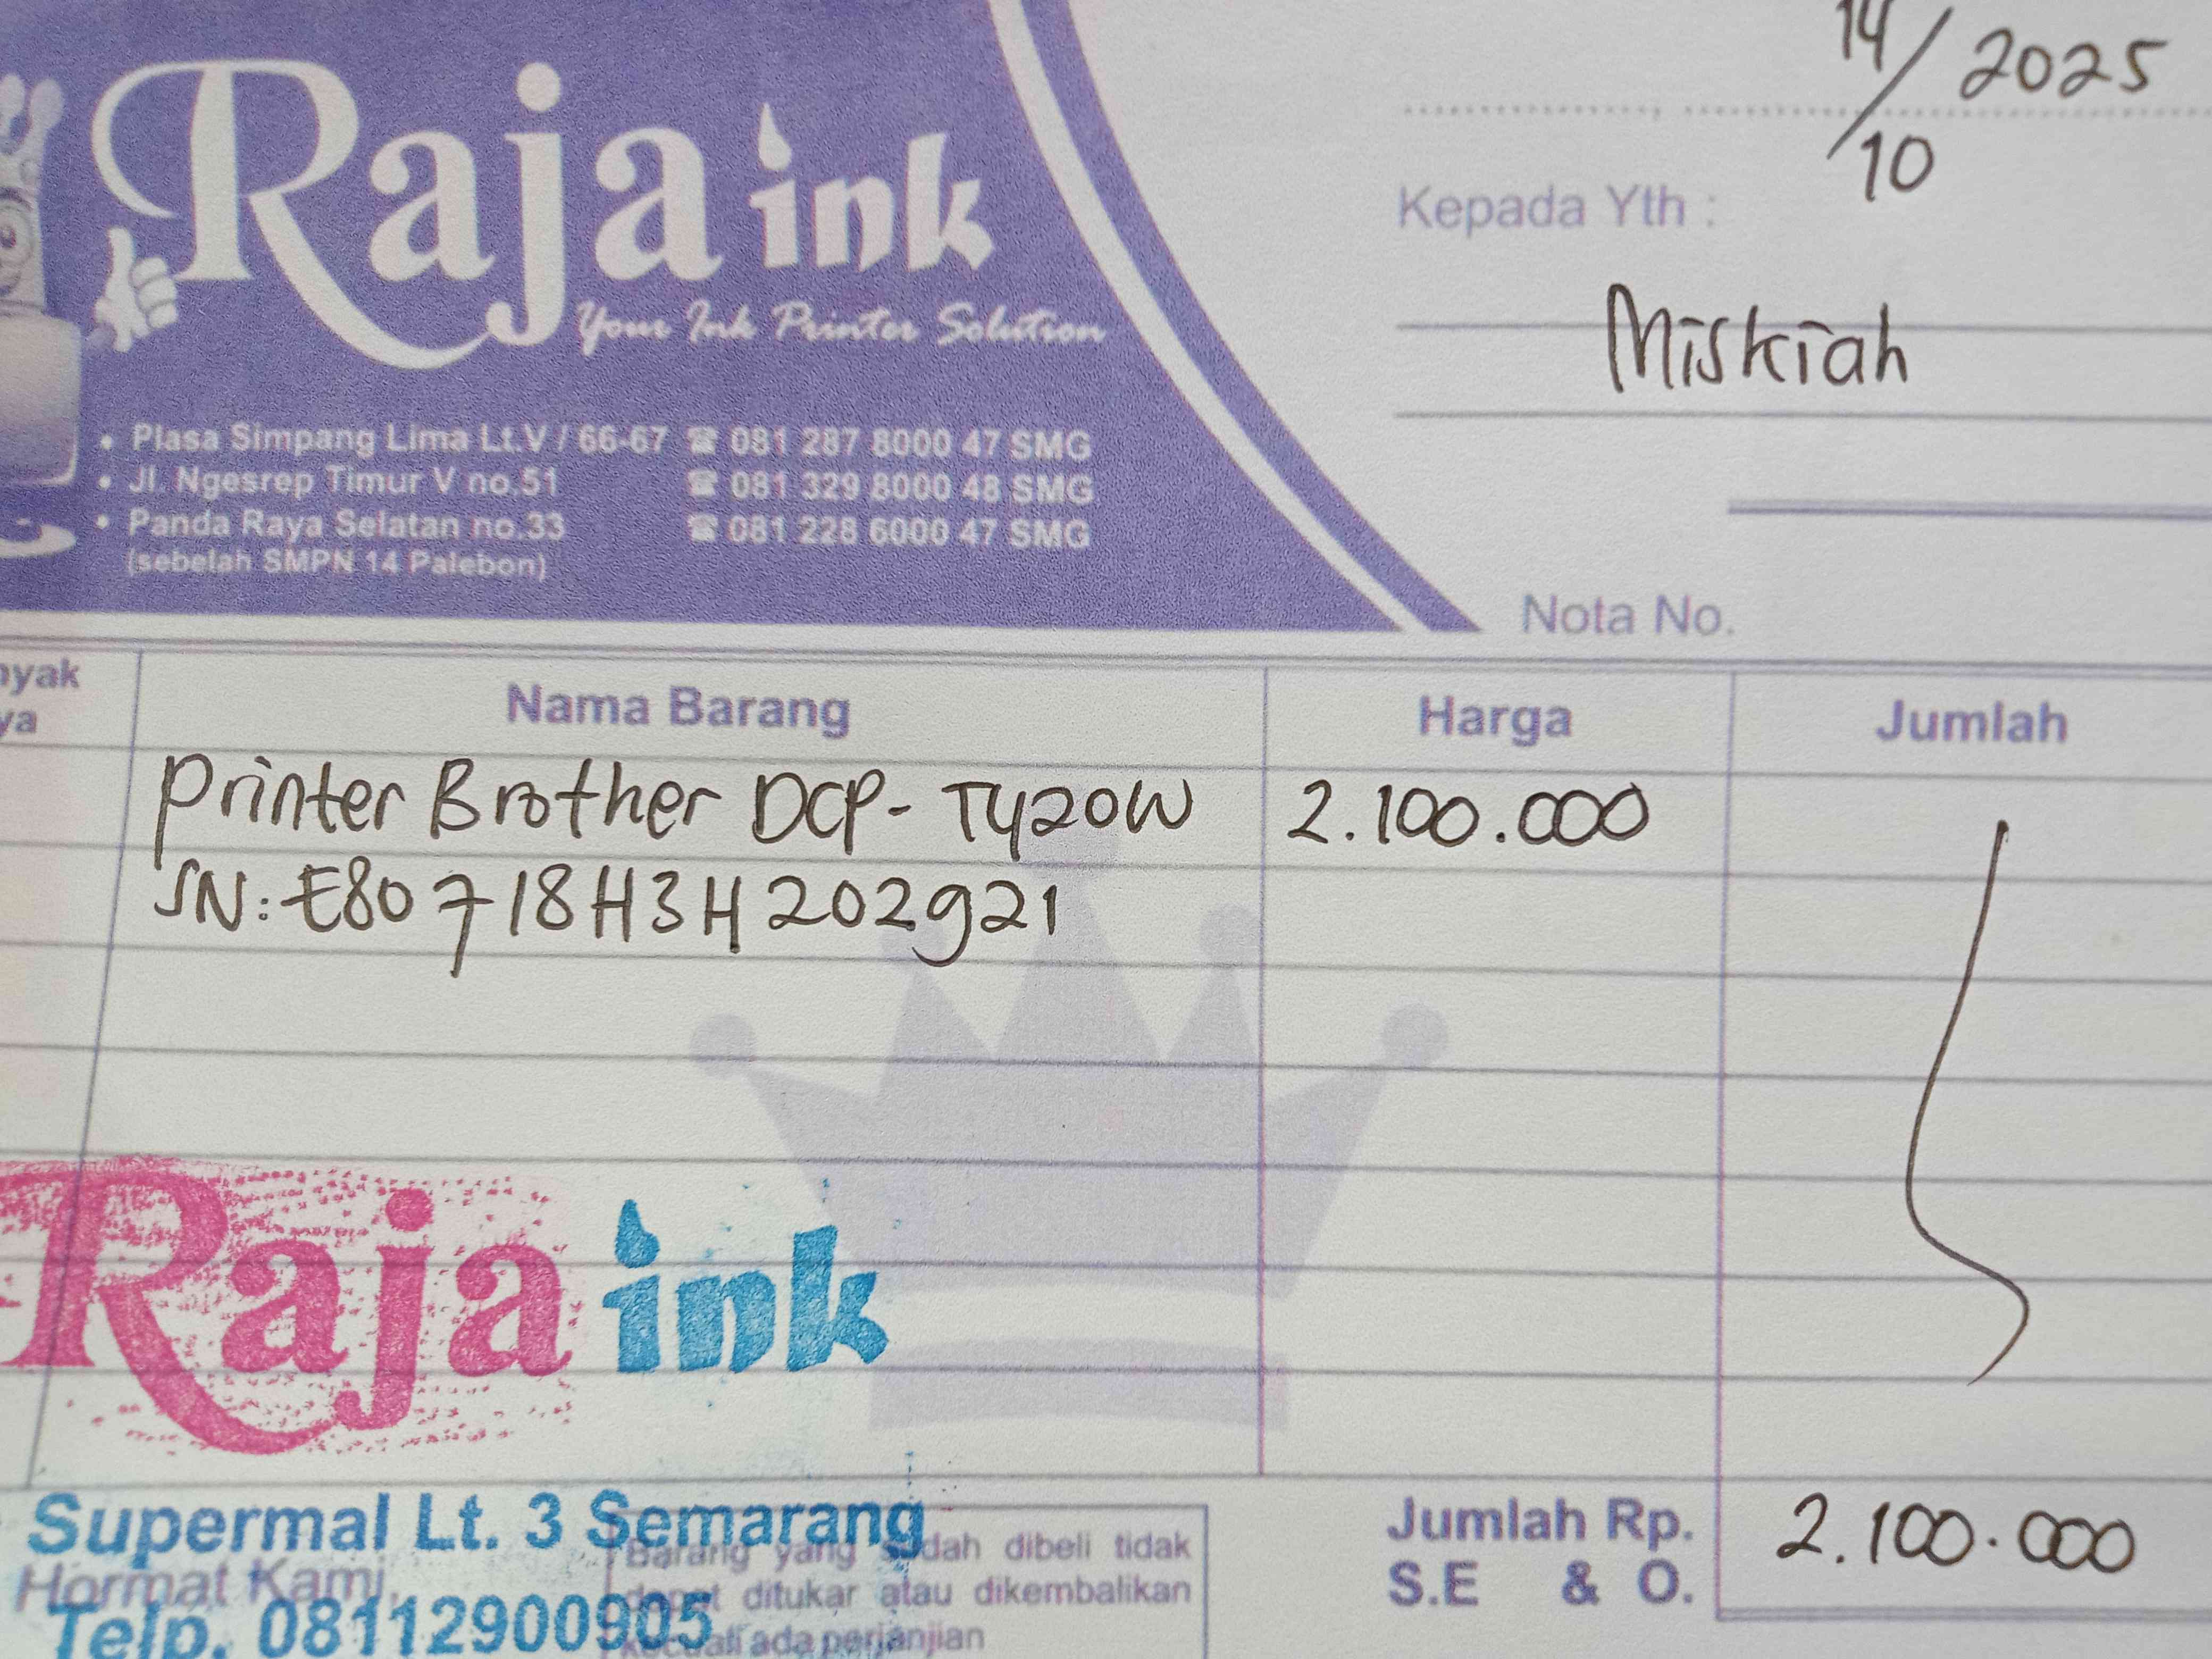 Raja ink
Your Ink Printer Solution
• Plasa Simpang Lima Lt.V / 66-67 ☎ 081 287 8000 47 SMG
• Jl. Ngesrep Timur V no.51 ☎ 081 329 8000 48 SMG
• Panda Raya Selatan no.33 ☎ 081 228 6000 47 SMG
(sebelah SMPN 14 Palebon)
14/10 2025
Kepada Yth :
Miskiah
Nota No.
nyak
ya
Nama Barang Harga Jumlah
Printer Brother DCP- T420W 2.100.000
SN: E80718H3H202921
Raja ink
Supermal Lt. 3 Semarang
Hormat Kami,
Telp. 08112900905
Barang yang sudah dibeli tidak
dapat ditukar atau dikembalikan
kecuali ada perjanjian
Jumlah Rp. 2.100.000
S.E & O.